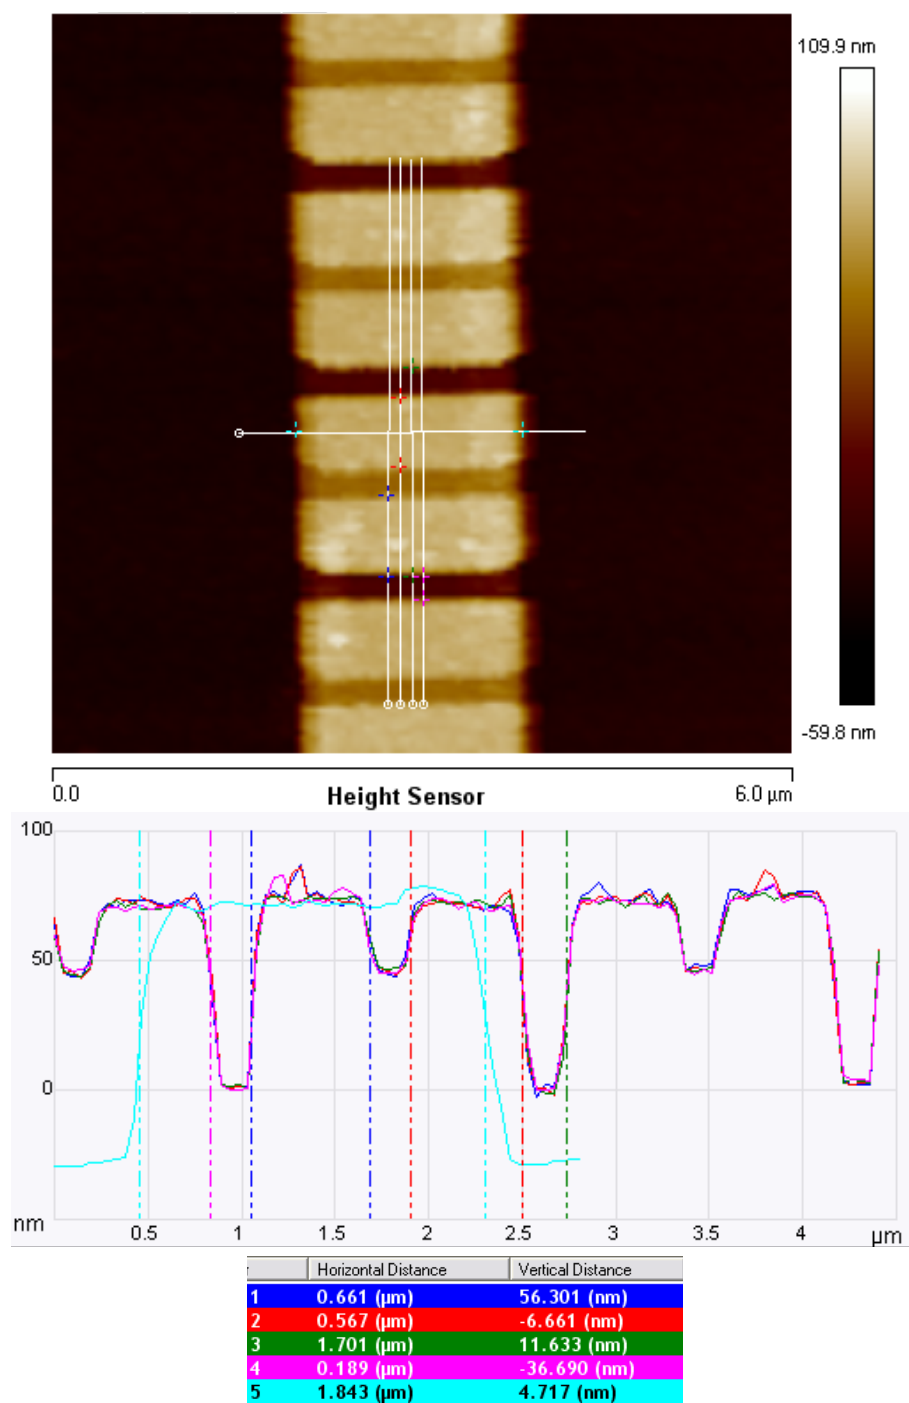 109.9 nm
-59.8 nm
0.0 Height Sensor 6.0 µm
100
50
0
nm 0.5 1 1.5 2 2.5 3 3.5 4 µm
Horizontal Distance Vertical Distance
1 0.661 (µm) 56.301 (nm)
2 0.567 (µm) -6.661 (nm)
3 1.701 (µm) 11.633 (nm)
4 0.189 (µm) -36.690 (nm)
5 1.843 (µm) 4.717 (nm)